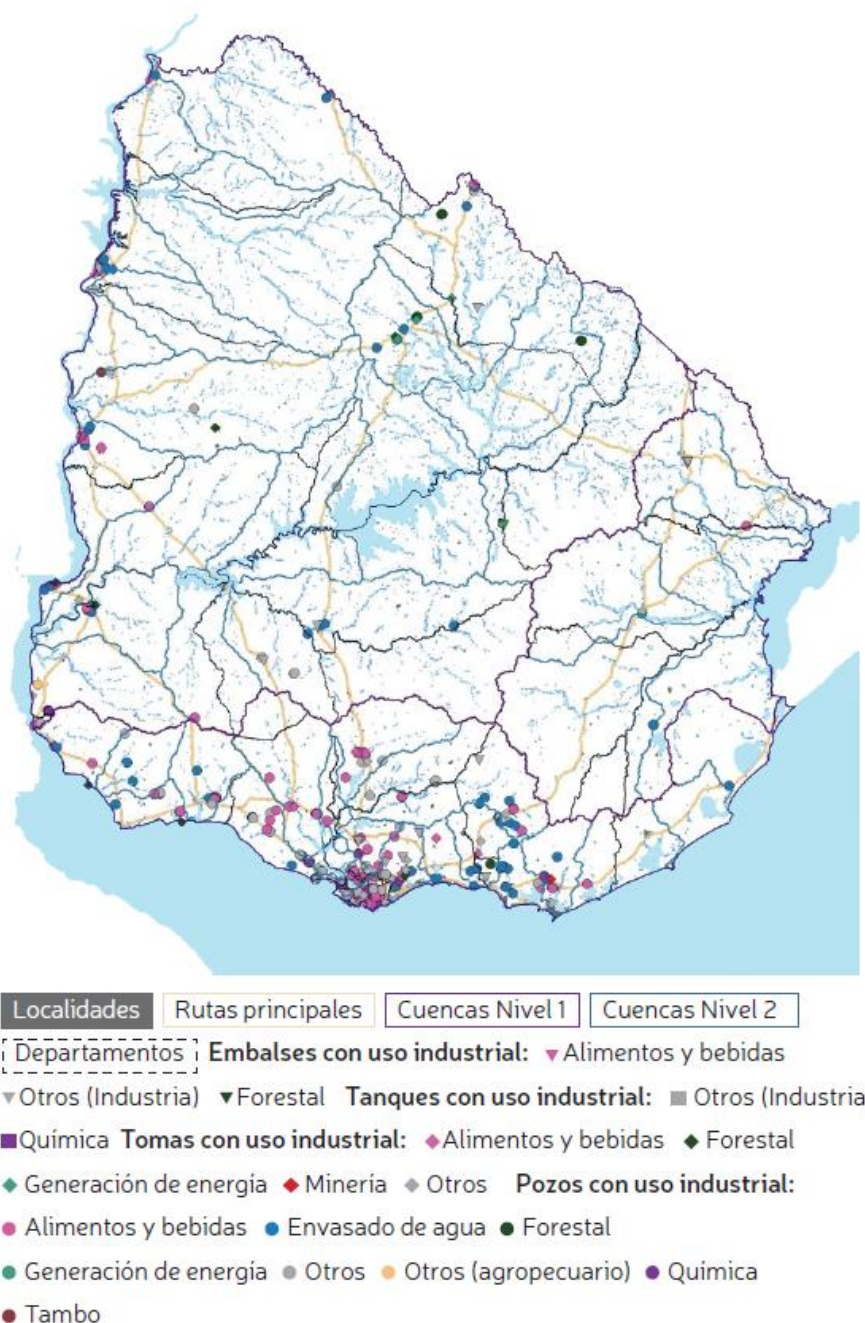 Localidades Rutas principales Cuencas Nivel 1 Cuencas Nivel 2
Departamentos Embalses con uso industrial: Alimentos y bebidas
Otros (Industria) Forestal Tanques con uso industrial: Otros (Industria
Química Tomas con uso industrial: Alimentos y bebidas Forestal
Generación de energía Minería Otros Pozos con uso industrial:
Alimentos y bebidas Envasado de agua Forestal
Generación de energía Otros Otros (agropecuario) Química
Tambo